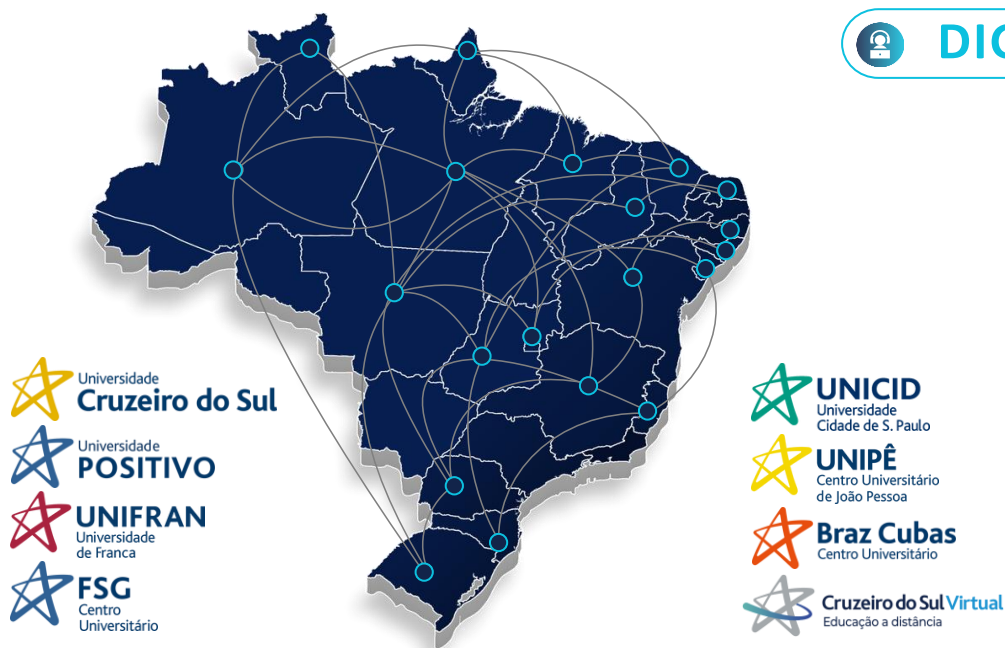 DIG
Universidade
Cruzeiro do Sul
Universidade
POSITIVO
UNIFRAN
Universidade
de Franca
FSG
Centro
Universitário
UNICID
Universidade
Cidade de S. Paulo
UNIPÊ
Centro Universitário
de João Pessoa
Braz Cubas
Centro Universitário
Cruzeiro do Sul Virtual
Educação a distância